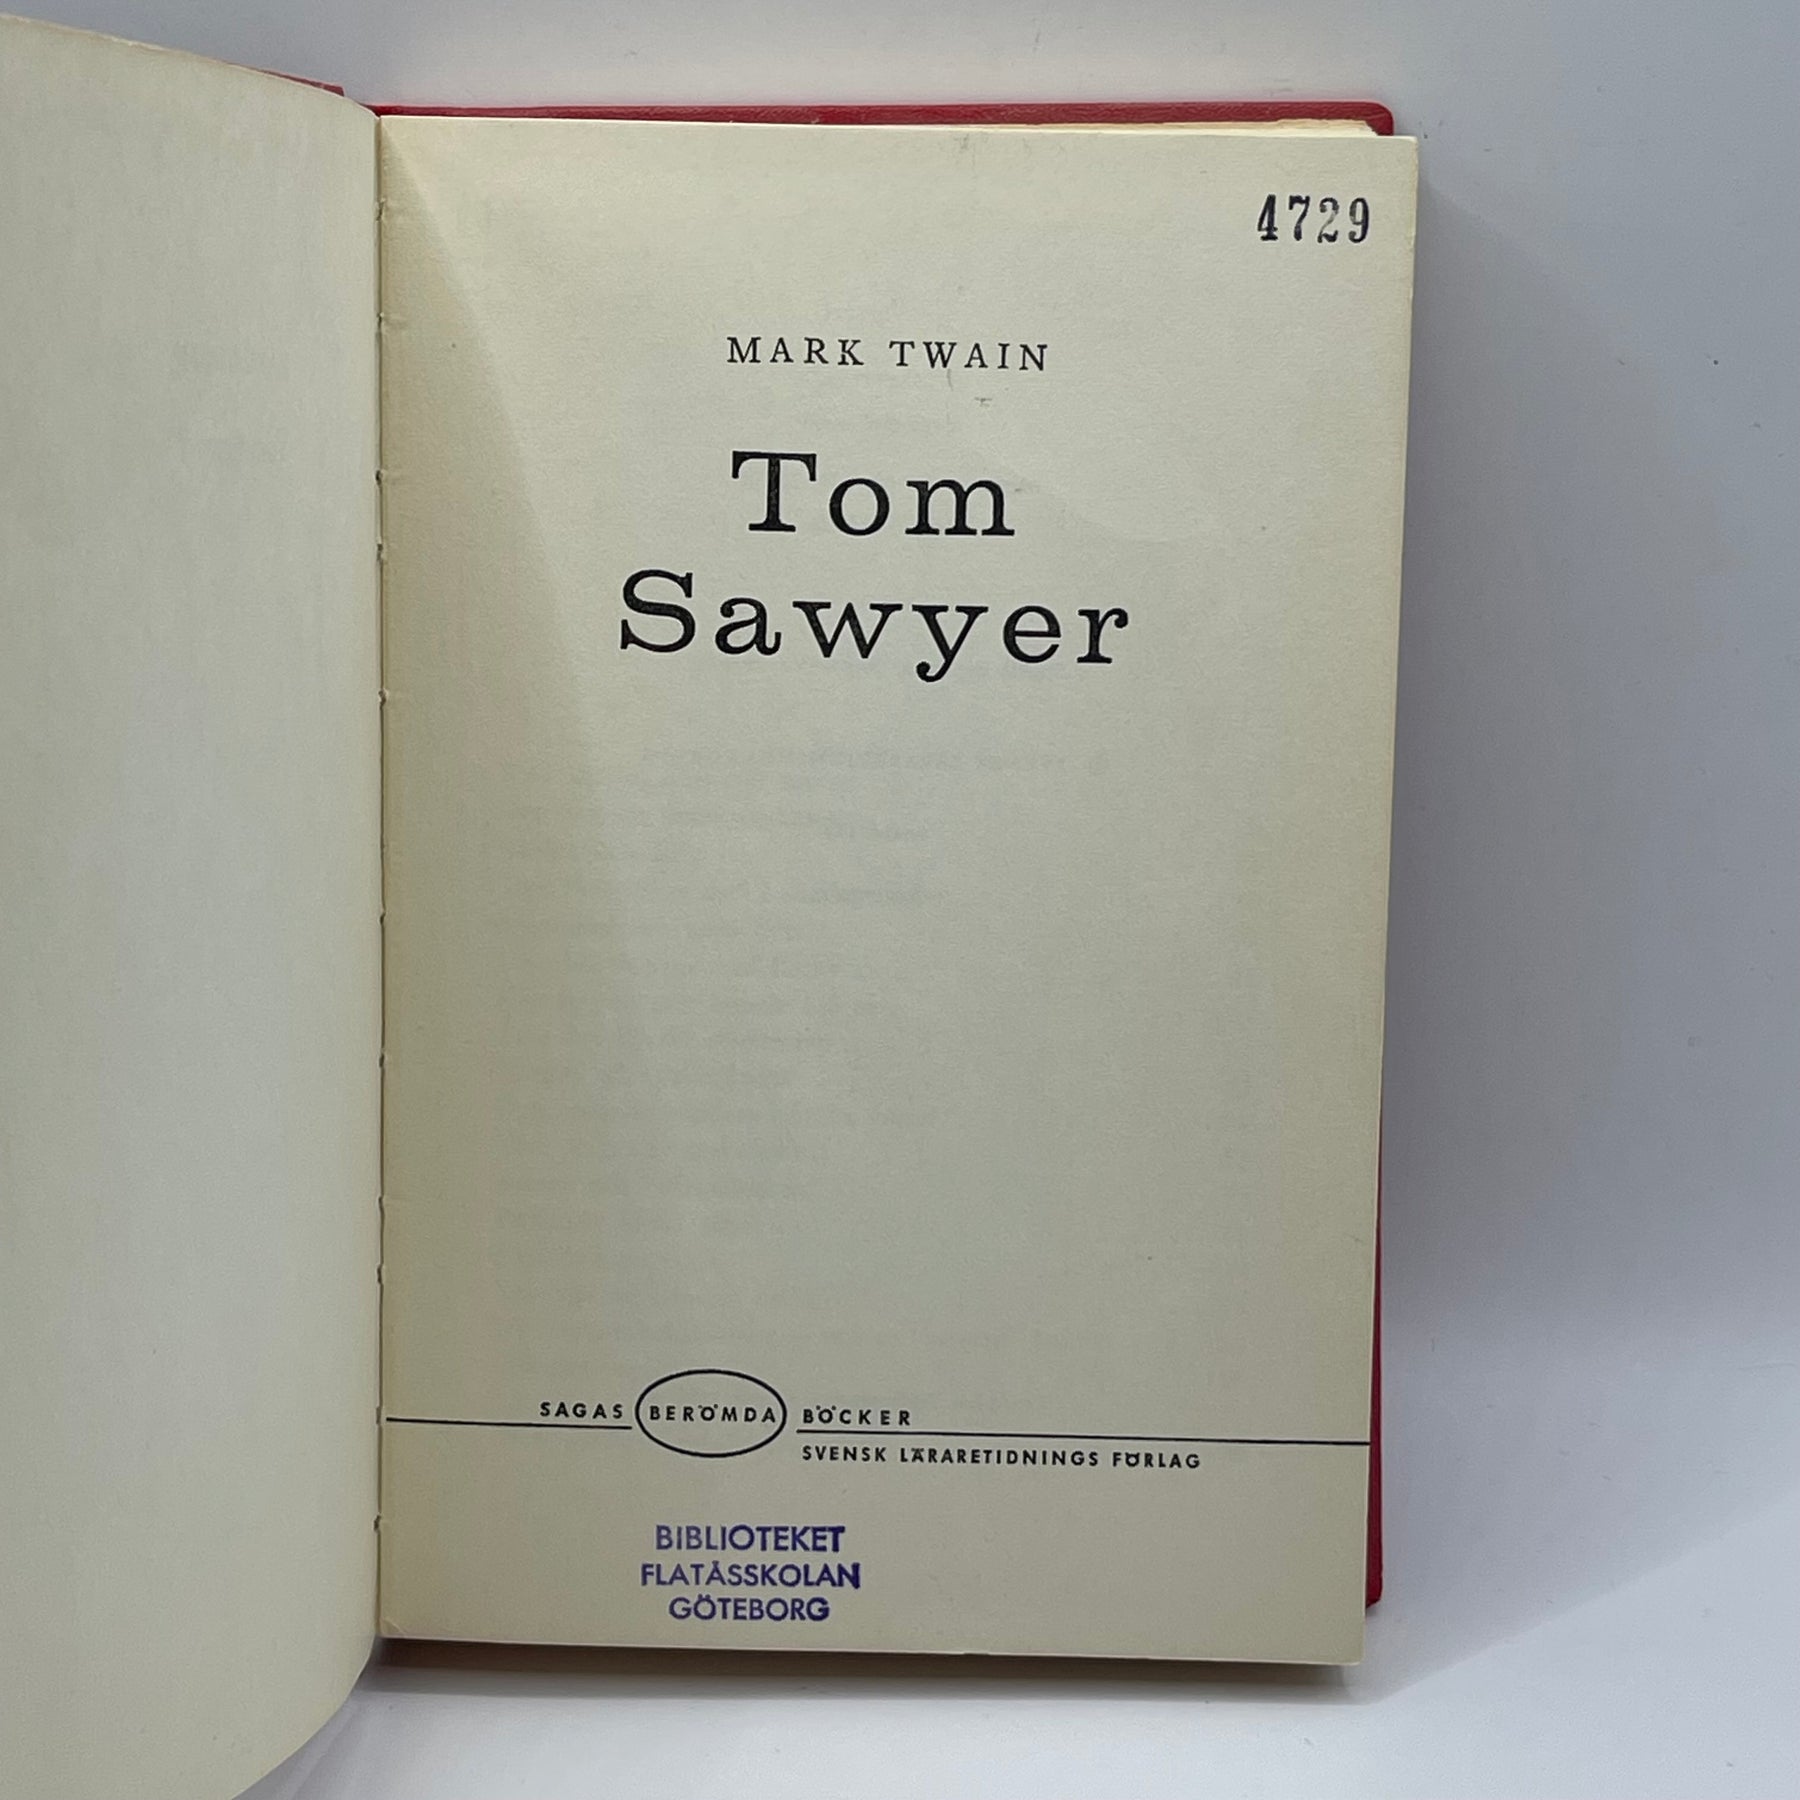 4729
MARK TWAIN
Tom
Sawyer
SAGAS BERÖMDA BÖCKER
SVENSK LÄRARETIDNINGS FÖRLAG
BIBLIOTEKET
FLATÅSSKOLAN
GÖTEBORG